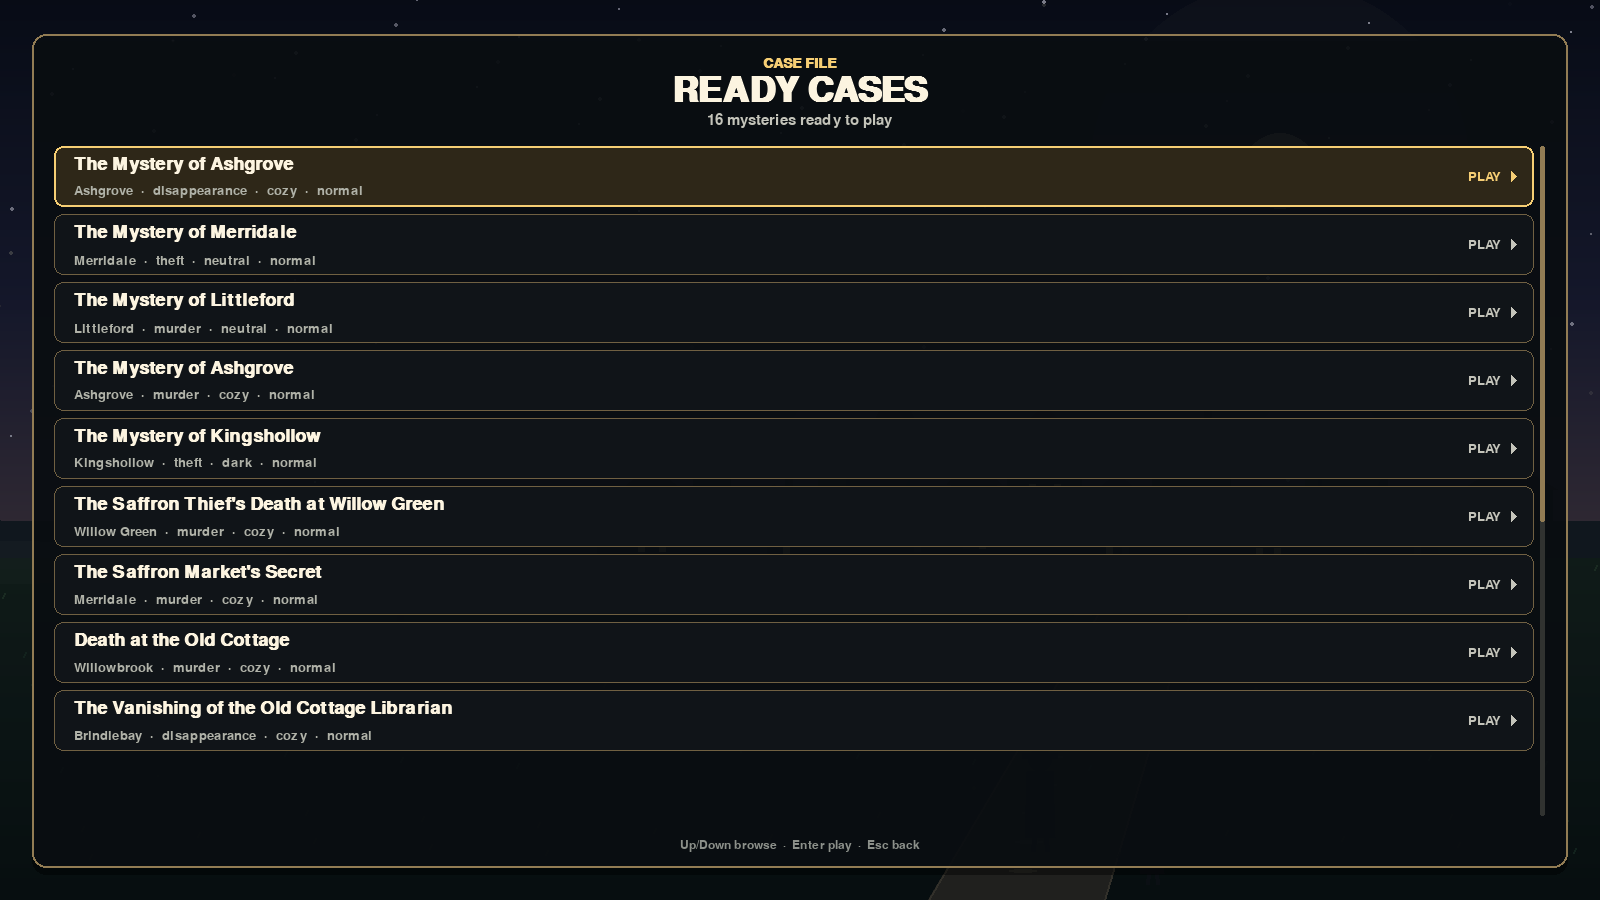 CASE FILE
READY CASES
16 mysteries ready to play
The Mystery of Ashgrove
Ashgrove · disappearance · cozy · normal
PLAY
The Mystery of Merridale
Merridale · theft · neutral · normal
PLAY
The Mystery of Littleford
Littleford · murder · neutral · normal
PLAY
The Mystery of Ashgrove
Ashgrove · murder · cozy · normal
PLAY
The Mystery of Kingshollow
Kingshollow · theft · dark · normal
PLAY
The Saffron Thief's Death at Willow Green
Willow Green · murder · cozy · normal
PLAY
The Saffron Market's Secret
Merridale · murder · cozy · normal
PLAY
Death at the Old Cottage
Willowbrook · murder · cozy · normal
PLAY
The Vanishing of the Old Cottage Librarian
Brindlebay · disappearance · cozy · normal
PLAY
Up/Down browse · Enter play · Esc back